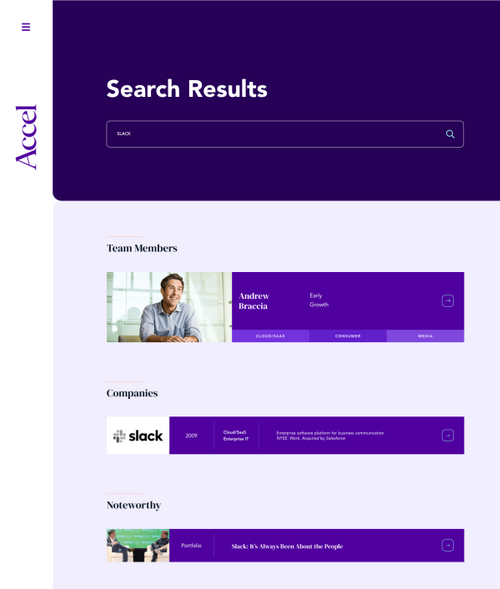 Accel
Search Results
SLACK
Team Members
Andrew
Braccia
Early
Growth
CLOUD/SAAS
CONSUMER
MEDIA
Companies
slack
2009
Cloud/SaaS
Enterprise IT
Enterprise software platform for business communication
NYSE: Work, Acquired by Salesforce
Noteworthy
Portfolio
Slack: It's Always Been About the People